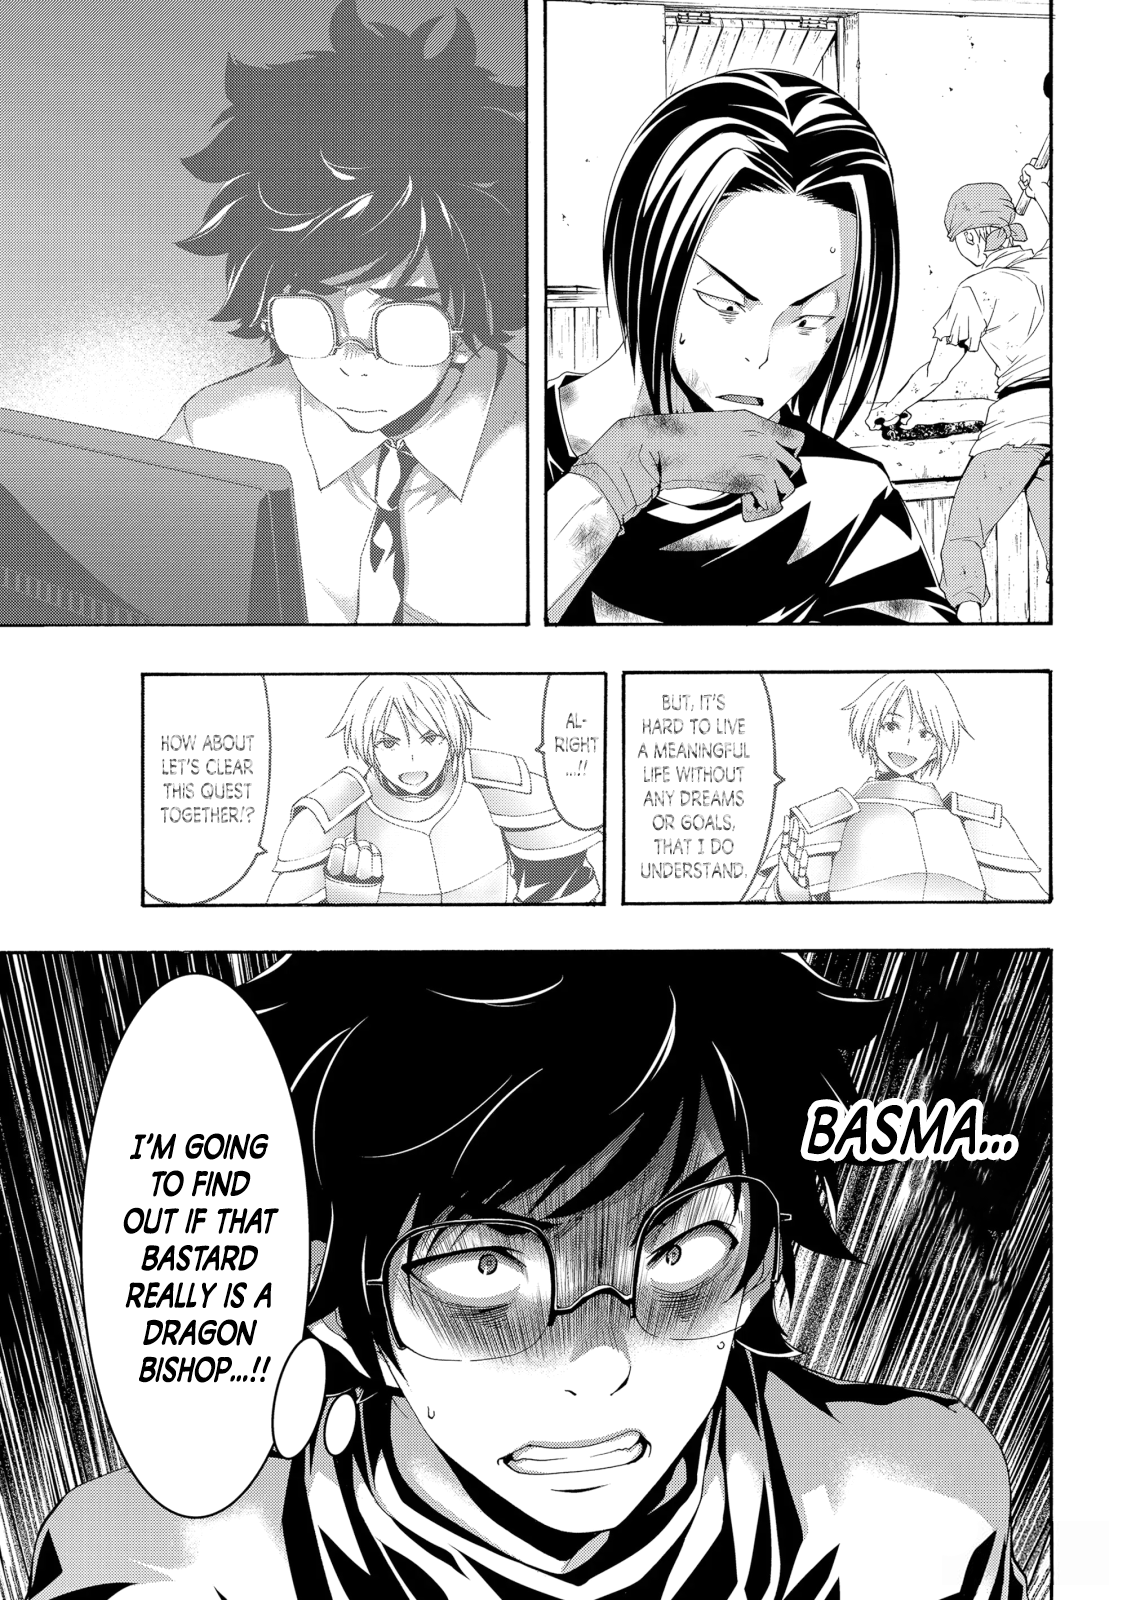 BUT, IT'S
HARD TO LIVE
A MEANINGFUL
LIFE WITHOUT
ANY DREAMS
OR GOALS,
THAT I DO
UNDERSTAND.
AL-
RIGHT
...!!
HOW ABOUT
LET'S CLEAR
THIS QUEST
TOGETHER!?
BASMA...
I'M GOING
TO FIND
OUT IF THAT
BASTARD
REALLY IS A
DRAGON
BISHOP...!!